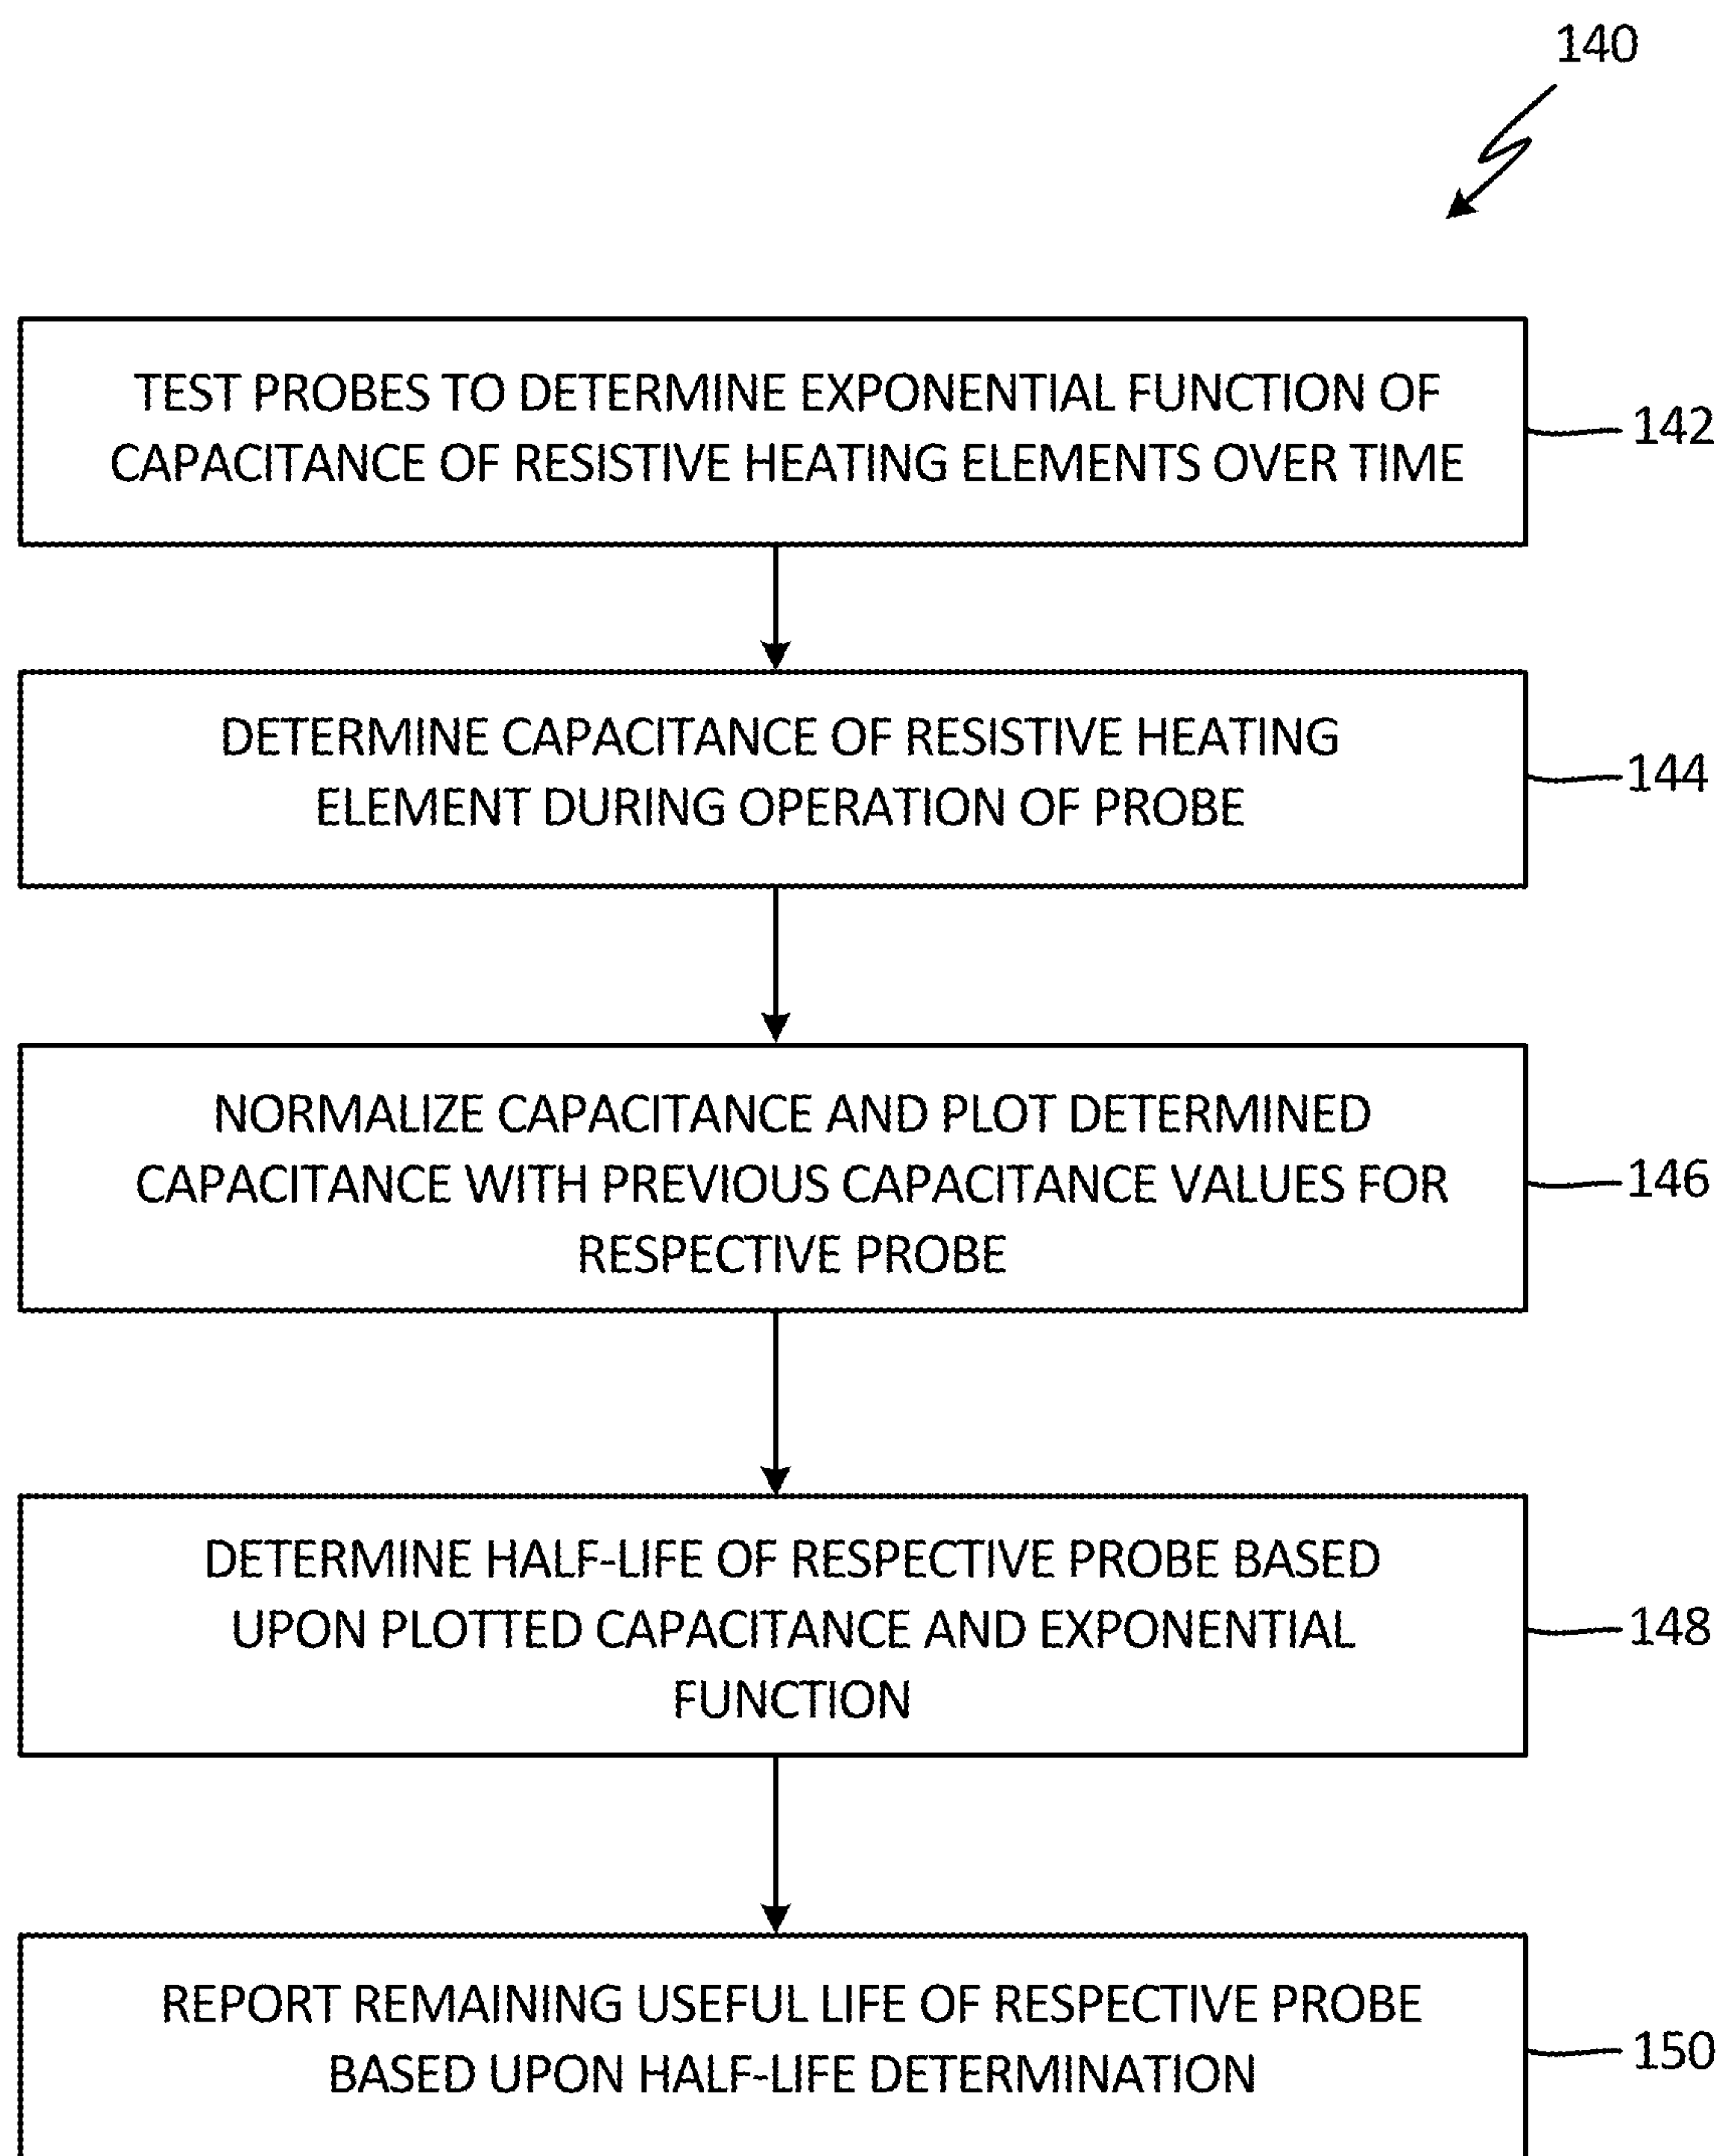 140
TEST PROBES TO DETERMINE EXPONENTIAL FUNCTION OF
CAPACITANCE OF RESISTIVE HEATING ELEMENTS OVER TIME
142
DETERMINE CAPACITANCE OF RESISTIVE HEATING
ELEMENT DURING OPERATION OF PROBE
144
NORMALIZE CAPACITANCE AND PLOT DETERMINED
CAPACITANCE WITH PREVIOUS CAPACITANCE VALUES FOR
RESPECTIVE PROBE
146
DETERMINE HALF-LIFE OF RESPECTIVE PROBE BASED
UPON PLOTTED CAPACITANCE AND EXPONENTIAL
FUNCTION
148
REPORT REMAINING USEFUL LIFE OF RESPECTIVE PROBE
BASED UPON HALF-LIFE DETERMINATION
150